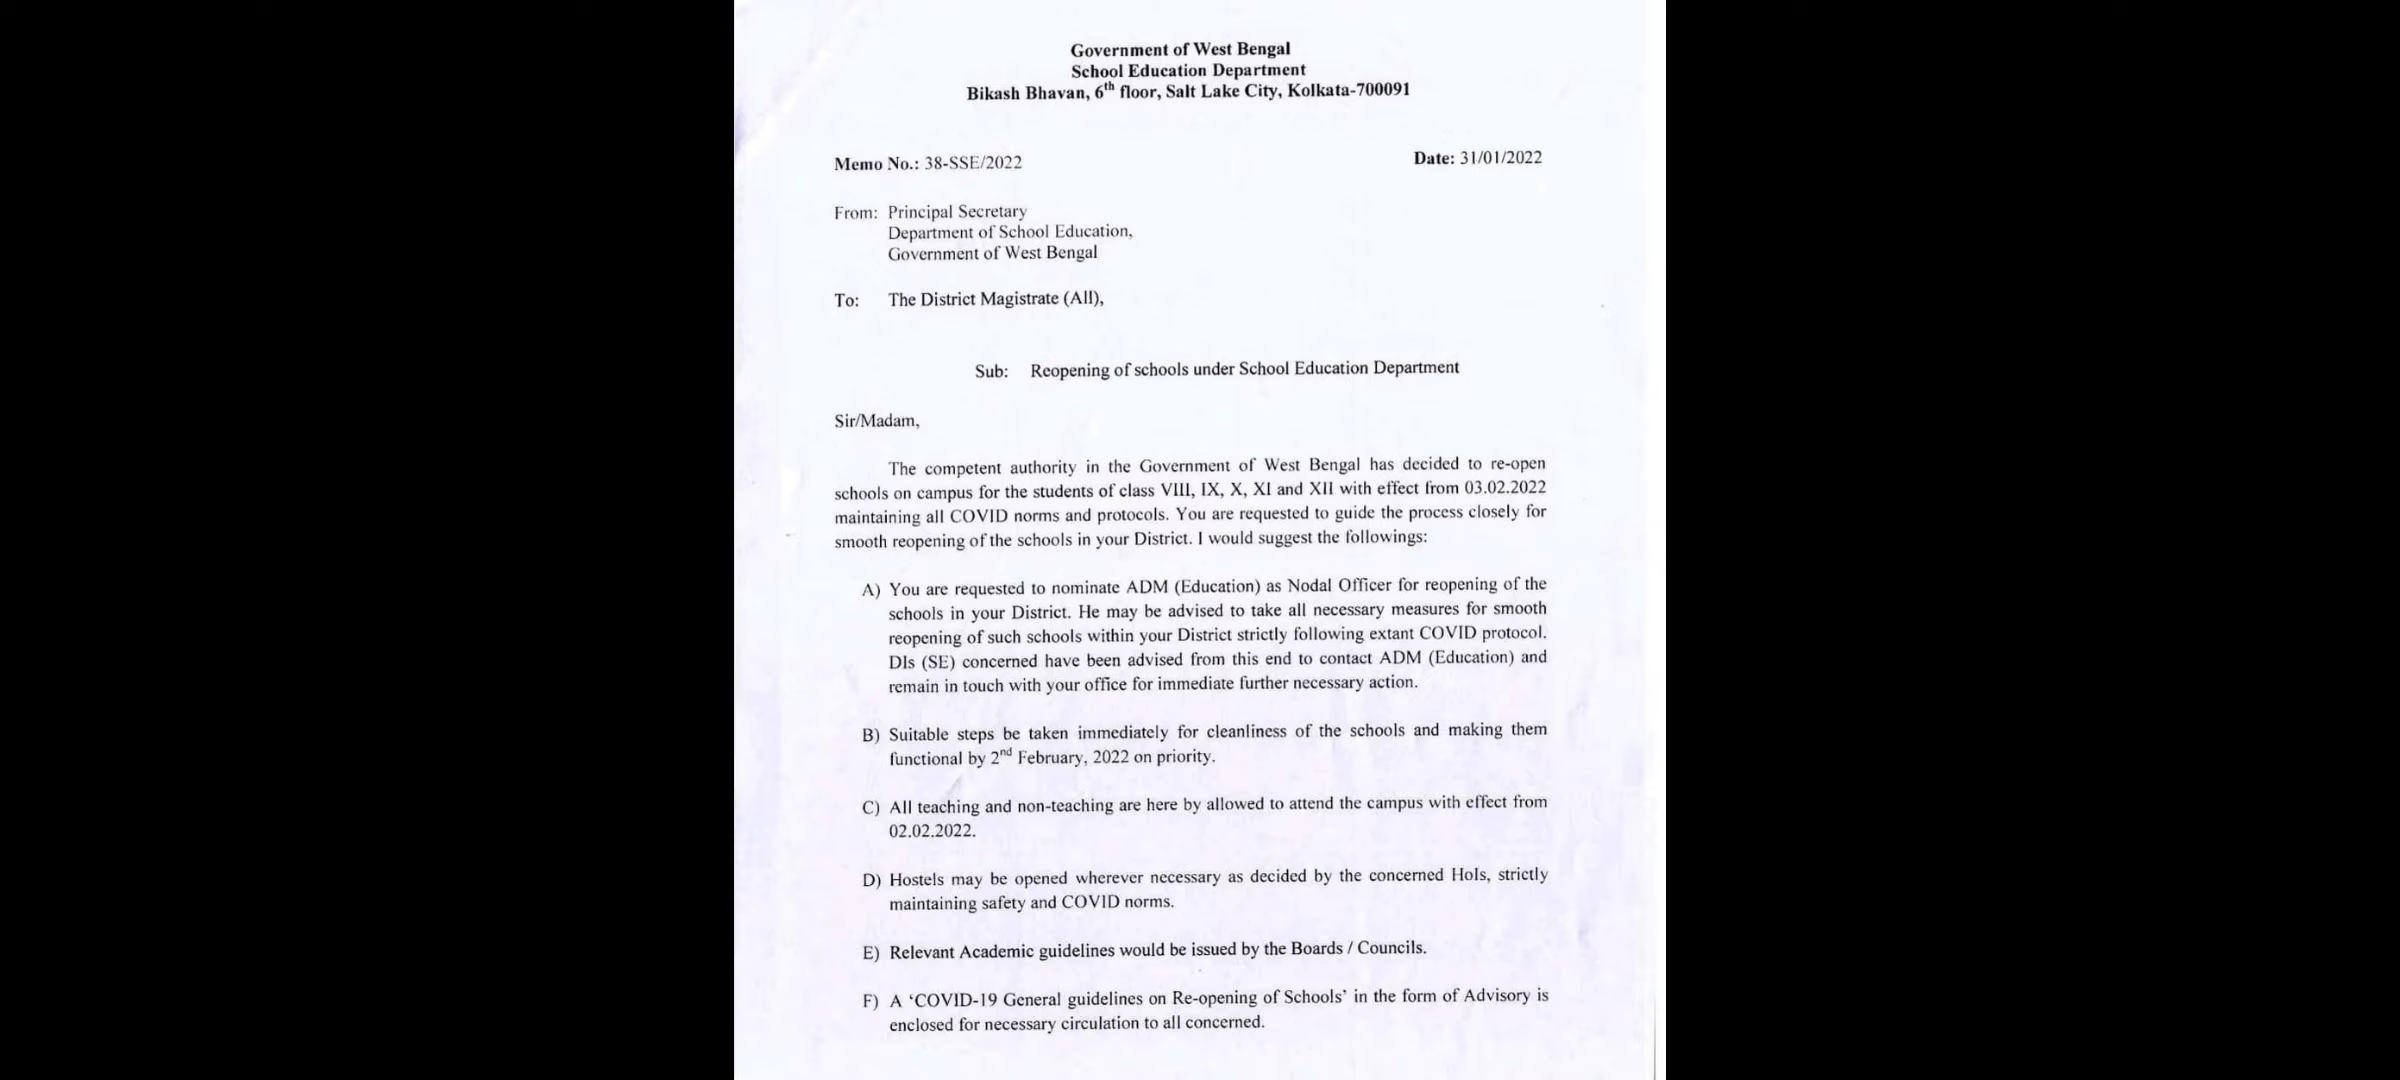 Government of West Bengal
School Education Department
Bikash Bhavan, 6th floor, Salt Lake City, Kolkata-700091
Memo No.: 38-SSE/2022
Date: 31/01/2022
From: Principal Secretary
Department of School Education,
Government of West Bengal
To: The District Magistrate (All),
Sub: Reopening of schools under School Education Department
Sir/Madam,
The competent authority in the Government of West Bengal has decided to re-open
schools on campus for the students of class VIII, IX, X, XI and XII with effect from 03.02.2022
maintaining all COVID norms and protocols. You are requested to guide the process closely for
smooth reopening of the schools in your District. I would suggest the followings:
A) You are requested to nominate ADM (Education) as Nodal Officer for reopening of the
schools in your District. He may be advised to take all necessary measures for smooth
reopening of such schools within your District strictly following extant COVID protocol.
DIs (SE) concerned have been advised from this end to contact ADM (Education) and
remain in touch with your office for immediate further necessary action.
B) Suitable steps be taken immediately for cleanliness of the schools and making them
functional by 2nd February, 2022 on priority.
C) All teaching and non-teaching are here by allowed to attend the campus with effect from
02.02.2022.
D) Hostels may be opened wherever necessary as decided by the concerned HoIs, strictly
maintaining safety and COVID norms.
E) Relevant Academic guidelines would be issued by the Boards / Councils.
F) A ‘COVID-19 General guidelines on Re-opening of Schools’ in the form of Advisory is
enclosed for necessary circulation to all concerned.